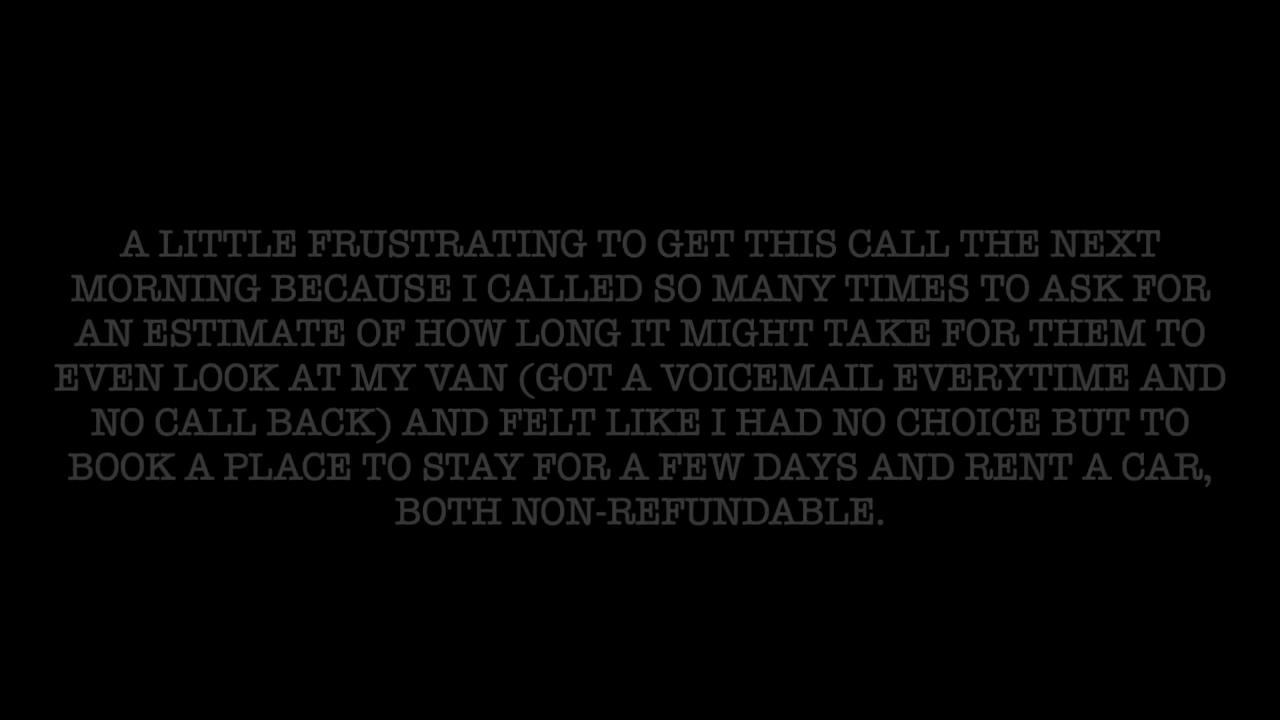 A LITTLE FRUSTRATING TO GET THIS CALL THE NEXT
MORNING BECAUSE I CALLED SO MANY TIMES TO ASK FOR
AN ESTIMATE OF HOW LONG IT MIGHT TAKE FOR THEM TO
EVEN LOOK AT MY VAN (GOT A VOICEMAIL EVERYTIME AND
NO CALL BACK) AND FELT LIKE I HAD NO CHOICE BUT TO
BOOK A PLACE TO STAY FOR A FEW DAYS AND RENT A CAR,
BOTH NON-REFUNDABLE.